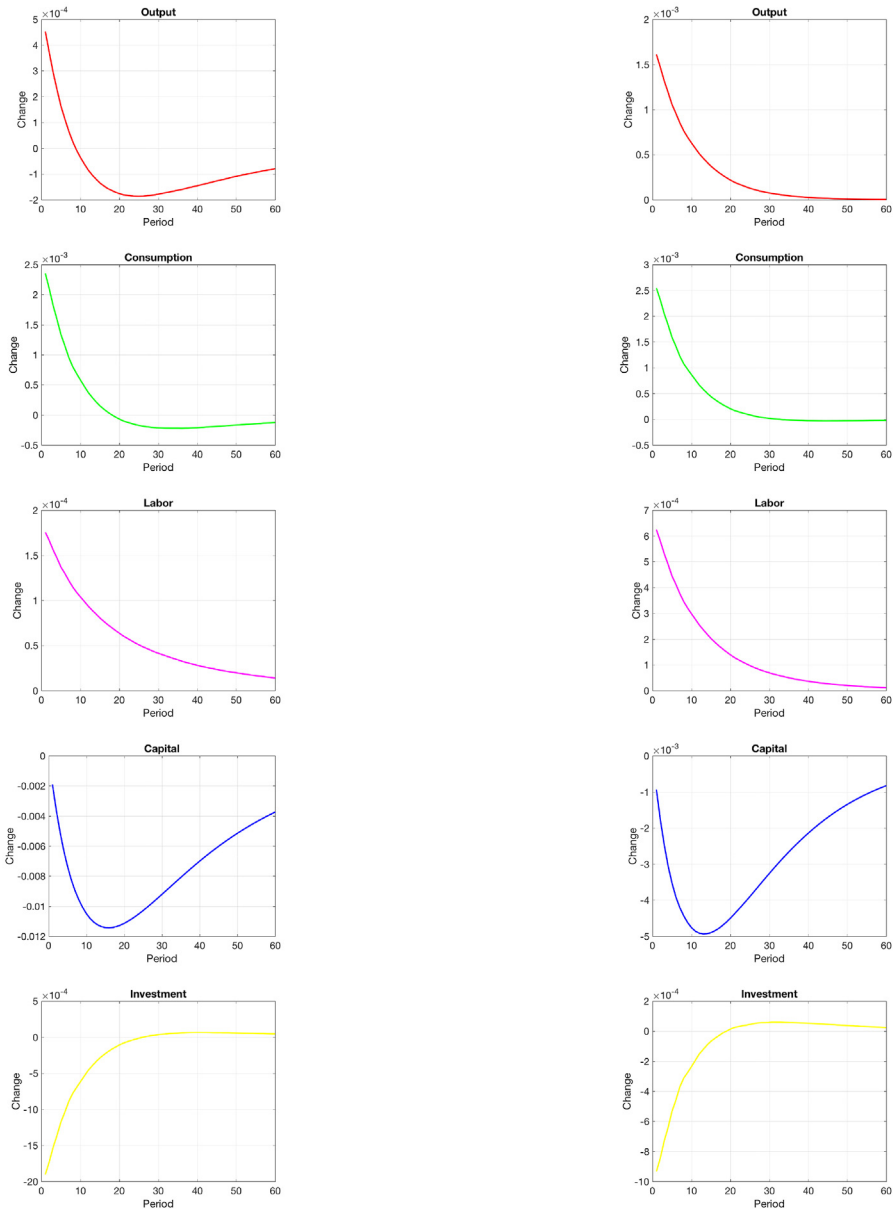 Output
×10⁻⁴
5
4
3
2
1
0
-1
-2
Change
0 10 20 30 40 50 60
Period
Output
×10⁻³
2
1.5
1
0.5
0
Change
0 10 20 30 40 50 60
Period
Consumption
×10⁻³
2.5
2
1.5
1
0.5
0
-0.5
Change
0 10 20 30 40 50 60
Period
Consumption
×10⁻³
3
2.5
2
1.5
1
0.5
0
-0.5
Change
0 10 20 30 40 50 60
Period
Labor
×10⁻⁴
2
1.5
1
0.5
0
Change
0 10 20 30 40 50 60
Period
Labor
×10⁻⁴
7
6
5
4
3
2
1
0
Change
0 10 20 30 40 50 60
Period
Capital
0
-0.002
-0.004
-0.006
-0.008
-0.01
-0.012
Change
0 10 20 30 40 50 60
Period
Capital
×10⁻³
0
-1
-2
-3
-4
-5
Change
0 10 20 30 40 50 60
Period
Investment
×10⁻⁴
5
0
-5
-10
-15
-20
Change
0 10 20 30 40 50 60
Period
Investment
×10⁻⁴
2
0
-2
-4
-6
-8
-10
Change
0 10 20 30 40 50 60
Period